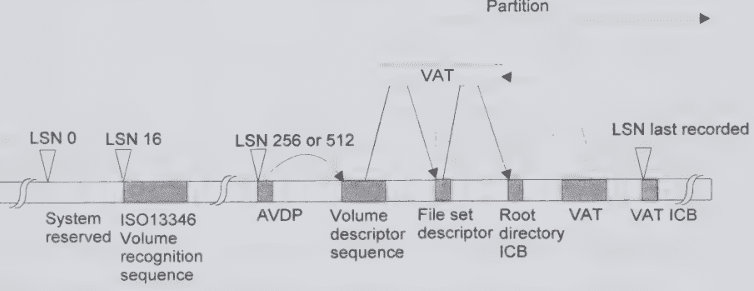 Partition
VAT
LSN 0
LSN 16
LSN 256 or 512
LSN last recorded
System
reserved
ISO13346
Volume
recognition
sequence
AVDP
Volume
descriptor
sequence
File set
descriptor
Root
directory
ICB
VAT
VAT ICB